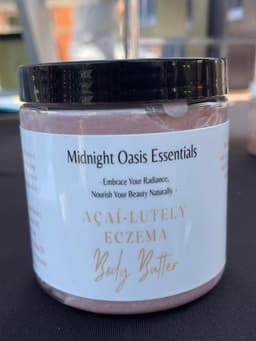 Midnight Oasis Essentials
· Embrace Your Radiance,
Nourish Your Beauty Naturally ·
AÇAÍ-LUTELY
ECZEMA
Body Butter